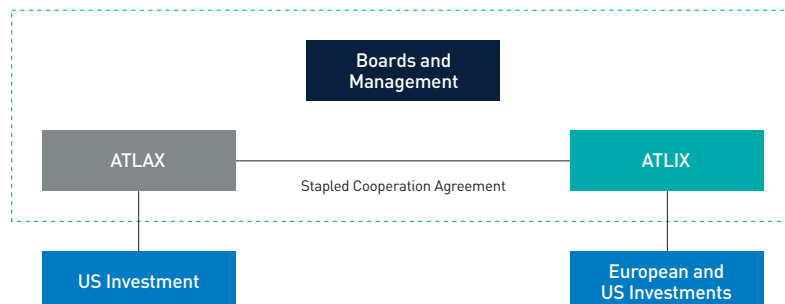 Boards and
Management
ATLAX
ATLIX
Stapled Cooperation Agreement
US Investment
European and
US Investments